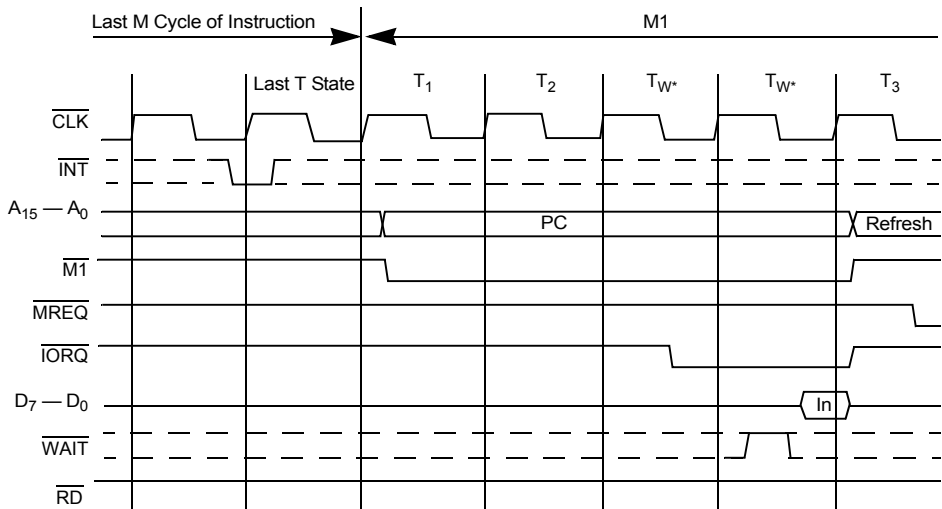 Last M Cycle of Instruction M1
Last T State T1 T2 TW* TW* T3
CLK
INT
A15 — A0 PC Refresh
M1
MREQ
IORQ
D7 — D0 In
WAIT
RD